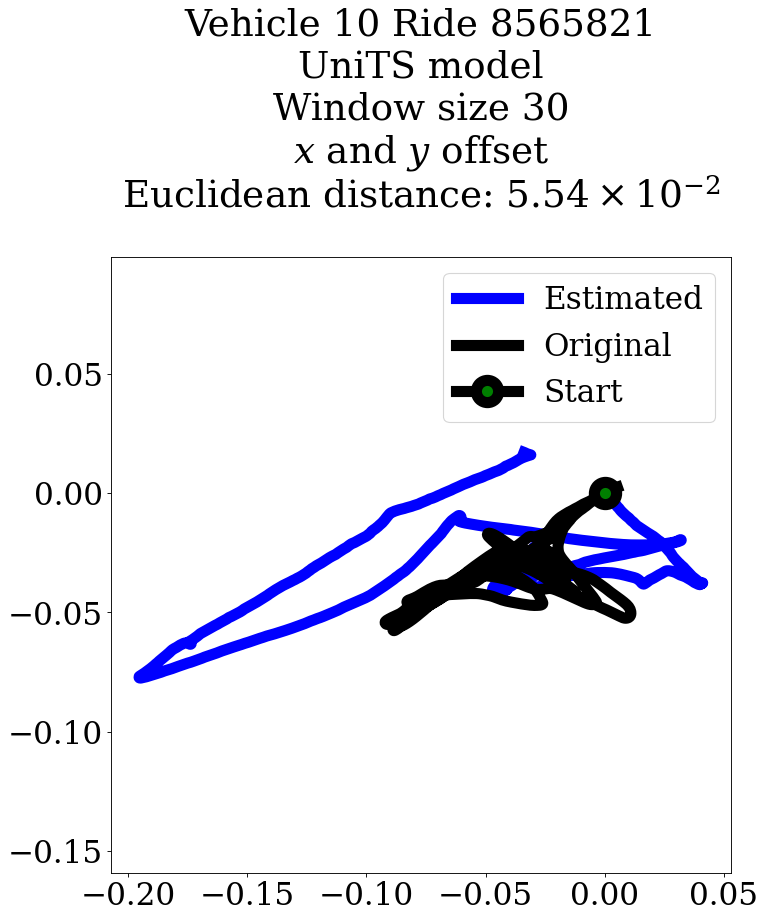 Vehicle 10 Ride 8565821
UniTS model
Window size 30
x and y offset
Euclidean distance: 5.54 × 10⁻²
Estimated
Original
Start
0.05
0.00
−0.05
−0.10
−0.15
−0.20 −0.15 −0.10 −0.05 0.00 0.05